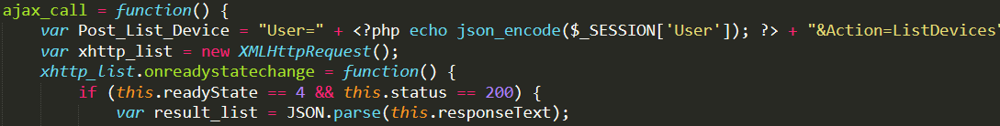 ajax_call = function() {
var Post_List_Device = "User=" + <?php echo json_encode($_SESSION['User']); ?> + "&Action=ListDevices"
var xhttp_list = new XMLHttpRequest();
xhttp_list.onreadystatechange = function() {
if (this.readyState == 4 && this.status == 200) {
var result_list = JSON.parse(this.responseText);